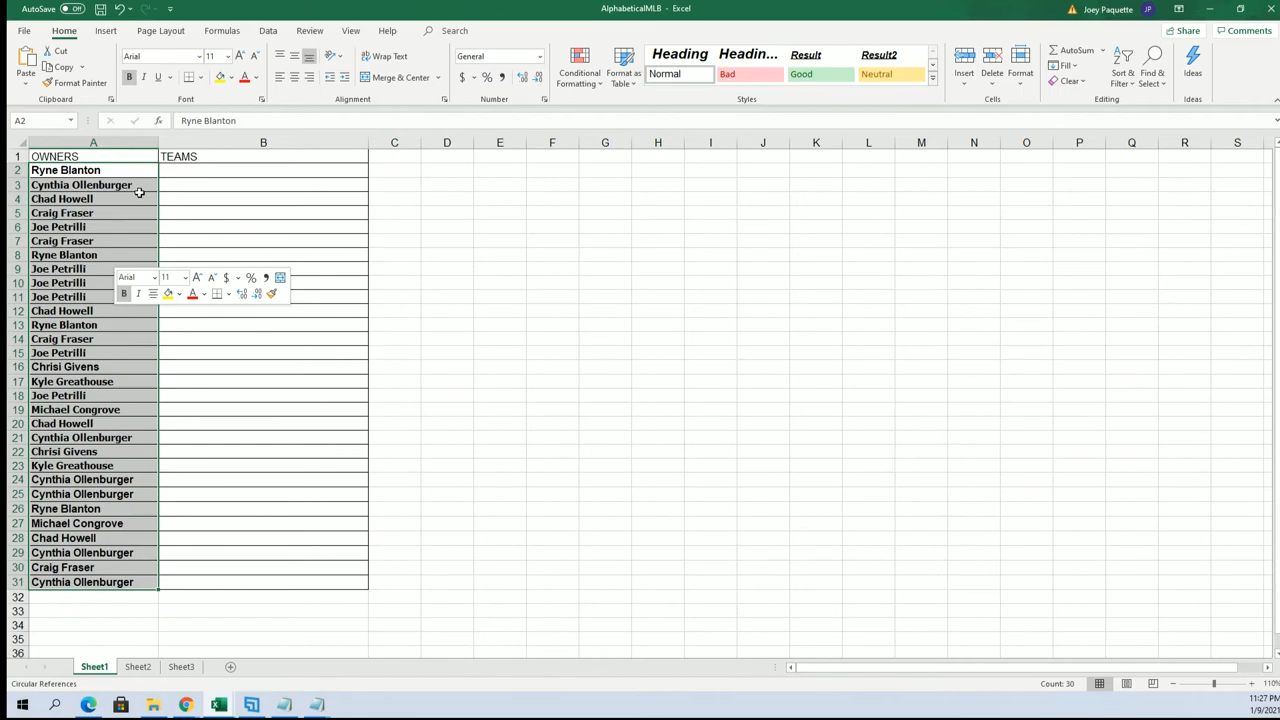 AutoSave Off AlphabeticalMLB - Excel Joey Paquette JP
File Home Insert Page Layout Formulas Data Review View Help Search Share Comments
Paste Cut Copy Format Painter Clipboard
Arial 11 B I U Font
Wrap Text Merge & Center Alignment
General $ % Number
Conditional Formatting Format as Table
Heading Headin... Result Result2
Normal Bad Good Neutral
Styles
Insert Delete Format Cells
AutoSum Fill Clear Sort & Filter Find & Select Editing
Ideas Ideas
A2 fx Ryne Blanton
A B C D E F G H I J K L M N O P Q R S
1 OWNERS TEAMS
2 Ryne Blanton
3 Cynthia Ollenburger
4 Chad Howell
5 Craig Fraser
6 Joe Petrilli
7 Craig Fraser
8 Ryne Blanton
9 Joe Petrilli
Arial 11 $ %
10 Joe Petrilli
B I A
11 Joe Petrilli
12 Chad Howell
13 Ryne Blanton
14 Craig Fraser
15 Joe Petrilli
16 Chrisi Givens
17 Kyle Greathouse
18 Joe Petrilli
19 Michael Congrove
20 Chad Howell
21 Cynthia Ollenburger
22 Chrisi Givens
23 Kyle Greathouse
24 Cynthia Ollenburger
25 Cynthia Ollenburger
26 Ryne Blanton
27 Michael Congrove
28 Chad Howell
29 Cynthia Ollenburger
30 Craig Fraser
31 Cynthia Ollenburger
32
33
34
35
36
Sheet1 Sheet2 Sheet3
Circular References Count: 30 110%
11:27 PM
1/9/2021